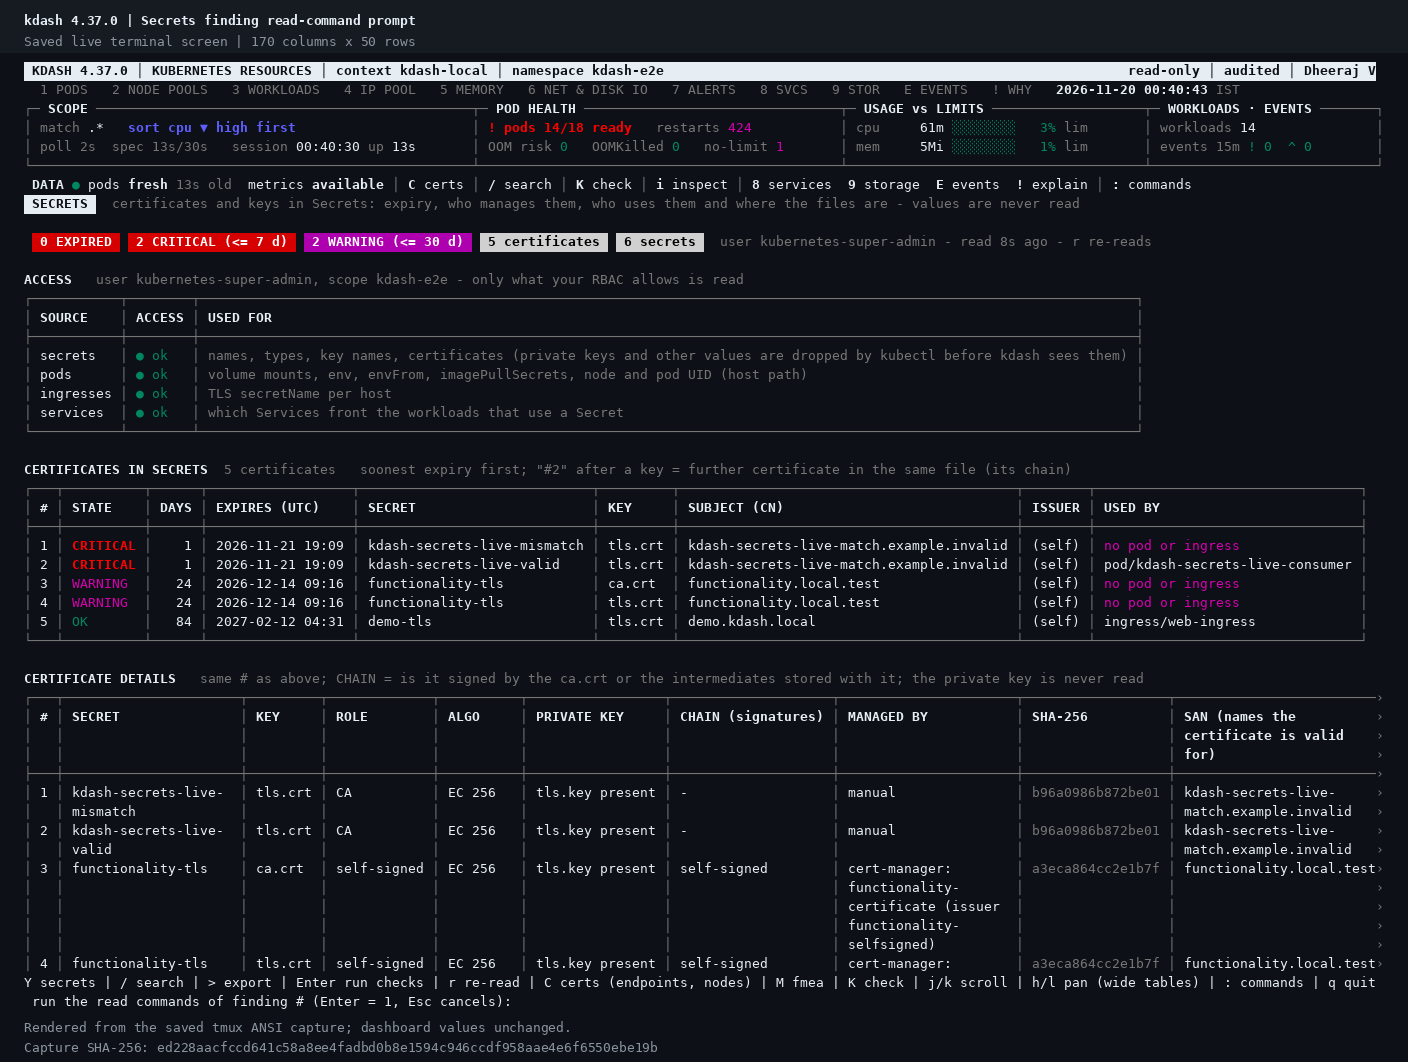 kdash 4.37.0 | Secrets finding read-command prompt
Saved live terminal screen | 170 columns x 50 rows
KDASH 4.37.0 │ KUBERNETES RESOURCES │ context kdash-local │ namespace kdash-e2e read-only │ audited │ Dheeraj V
1 PODS 2 NODE POOLS 3 WORKLOADS 4 IP POOL 5 MEMORY 6 NET & DISK IO 7 ALERTS 8 SVCS 9 STOR E EVENTS ! WHY 2026-11-20 00:40:43 IST
SCOPE POD HEALTH USAGE vs LIMITS WORKLOADS · EVENTS
match .* sort cpu ▼ high first │ ! pods 14/18 ready restarts 424 │ cpu 61m ░░░░░░░░ 3% lim │ workloads 14
poll 2s spec 13s/30s session 00:40:30 up 13s │ OOM risk 0 OOMKilled 0 no-limit 1 │ mem 5Mi ░░░░░░░░ 1% lim │ events 15m ! 0 ^ 0
DATA ● pods fresh 13s old metrics available │ C certs │ / search │ K check │ i inspect │ 8 services 9 storage E events ! explain │ : commands
SECRETS certificates and keys in Secrets: expiry, who manages them, who uses them and where the files are - values are never read
0 EXPIRED 2 CRITICAL (<= 7 d) 2 WARNING (<= 30 d) 5 certificates 6 secrets user kubernetes-super-admin - read 8s ago - r re-reads
ACCESS user kubernetes-super-admin, scope kdash-e2e - only what your RBAC allows is read
│ SOURCE │ ACCESS │ USED FOR │
│ secrets │ ● ok │ names, types, key names, certificates (private keys and other values are dropped by kubectl before kdash sees them) │
│ pods │ ● ok │ volume mounts, env, envFrom, imagePullSecrets, node and pod UID (host path) │
│ ingresses │ ● ok │ TLS secretName per host │
│ services │ ● ok │ which Services front the workloads that use a Secret │
CERTIFICATES IN SECRETS 5 certificates soonest expiry first; "#2" after a key = further certificate in the same file (its chain)
│ # │ STATE │ DAYS │ EXPIRES (UTC) │ SECRET │ KEY │ SUBJECT (CN) │ ISSUER │ USED BY │
│ 1 │ CRITICAL │ 1 │ 2026-11-21 19:09 │ kdash-secrets-live-mismatch │ tls.crt │ kdash-secrets-live-match.example.invalid │ (self) │ no pod or ingress │
│ 2 │ CRITICAL │ 1 │ 2026-11-21 19:09 │ kdash-secrets-live-valid │ tls.crt │ kdash-secrets-live-match.example.invalid │ (self) │ pod/kdash-secrets-live-consumer │
│ 3 │ WARNING │ 24 │ 2026-12-14 09:16 │ functionality-tls │ ca.crt │ functionality.local.test │ (self) │ no pod or ingress │
│ 4 │ WARNING │ 24 │ 2026-12-14 09:16 │ functionality-tls │ tls.crt │ functionality.local.test │ (self) │ no pod or ingress │
│ 5 │ OK │ 84 │ 2027-02-12 04:31 │ demo-tls │ tls.crt │ demo.kdash.local │ (self) │ ingress/web-ingress │
CERTIFICATE DETAILS same # as above; CHAIN = is it signed by the ca.crt or the intermediates stored with it; the private key is never read
│ # │ SECRET │ KEY │ ROLE │ ALGO │ PRIVATE KEY │ CHAIN (signatures) │ MANAGED BY │ SHA-256 │ SAN (names the ›
certificate is valid ›
for) ›
│ 1 │ kdash-secrets-live- │ tls.crt │ CA │ EC 256 │ tls.key present │ - │ manual │ b96a0986b872be01 │ kdash-secrets-live- ›
mismatch match.example.invalid ›
│ 2 │ kdash-secrets-live- │ tls.crt │ CA │ EC 256 │ tls.key present │ - │ manual │ b96a0986b872be01 │ kdash-secrets-live- ›
valid match.example.invalid ›
│ 3 │ functionality-tls │ ca.crt │ self-signed │ EC 256 │ tls.key present │ self-signed │ cert-manager: │ a3eca864cc2e1b7f │ functionality.local.test›
functionality- ›
certificate (issuer ›
functionality- ›
selfsigned) ›
│ 4 │ functionality-tls │ tls.crt │ self-signed │ EC 256 │ tls.key present │ self-signed │ cert-manager: │ a3eca864cc2e1b7f │ functionality.local.test›
Y secrets | / search | > export | Enter run checks | r re-read | C certs (endpoints, nodes) | M fmea | K check | j/k scroll | h/l pan (wide tables) | : commands | q quit
run the read commands of finding # (Enter = 1, Esc cancels):
Rendered from the saved tmux ANSI capture; dashboard values unchanged.
Capture SHA-256: ed228aacfccd641c58a8ee4fadbd0b8e1594c946ccdf958aae4e6f6550ebe19b